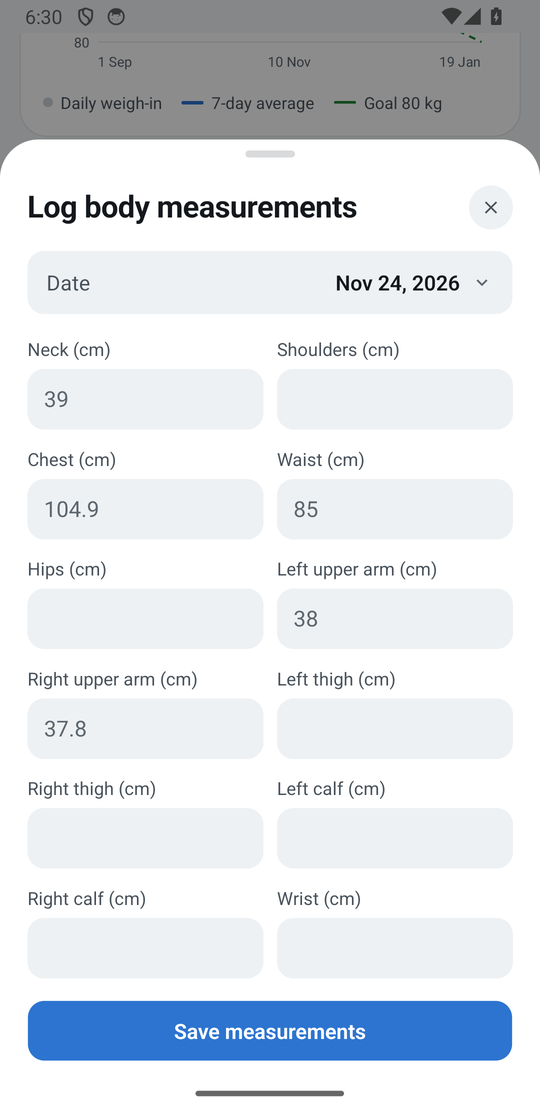 6:30
80
1 Sep 10 Nov 19 Jan
Daily weigh-in 7-day average Goal 80 kg
Log body measurements
Date Nov 24, 2026
Neck (cm) Shoulders (cm)
39
Chest (cm) Waist (cm)
104.9 85
Hips (cm) Left upper arm (cm)
38
Right upper arm (cm) Left thigh (cm)
37.8
Right thigh (cm) Left calf (cm)
Right calf (cm) Wrist (cm)
Save measurements